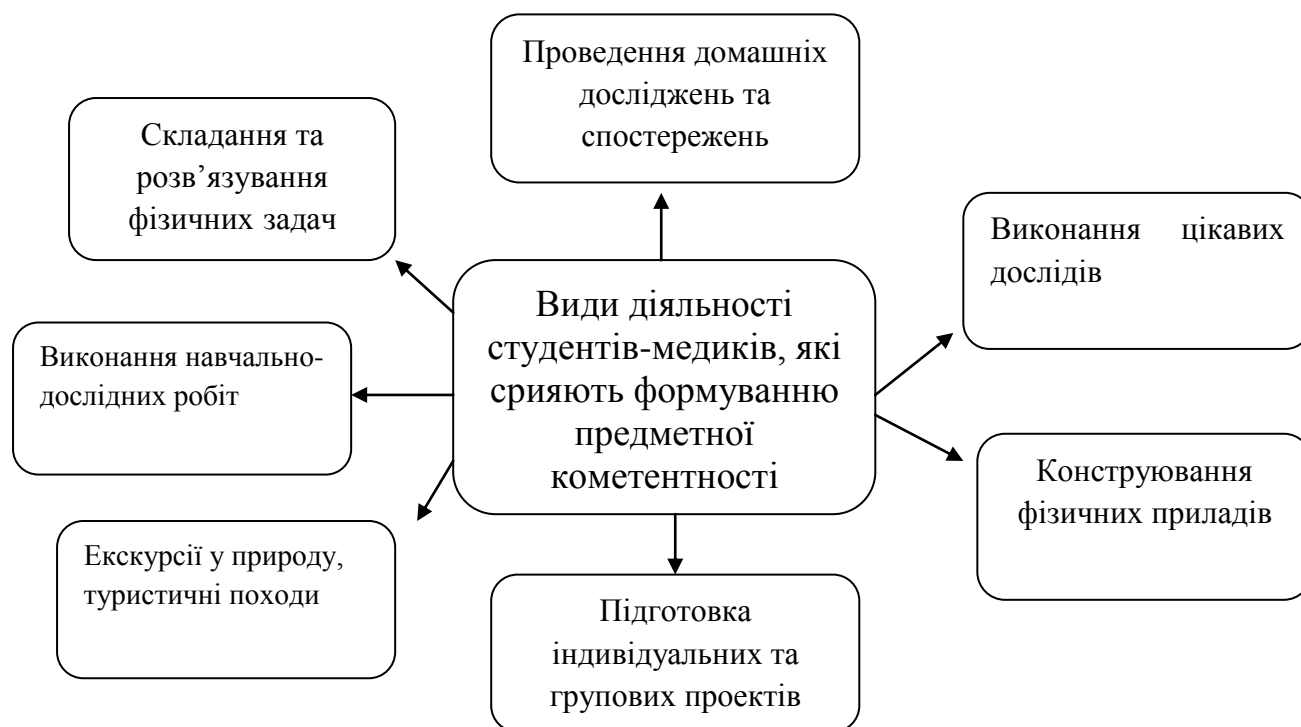 Проведення домашніх
досліджень та
спостережень
Складання та
розв’язування
фізичних задач
Виконання цікавих
дослідів
Види діяльності
студентів-медиків, які
срияють формуванню
предметної
кометентності
Виконання навчально-
дослідних робіт
Конструювання
фізичних приладів
Екскурсії у природу,
туристичні походи
Підготовка
індивідуальних та
групових проектів